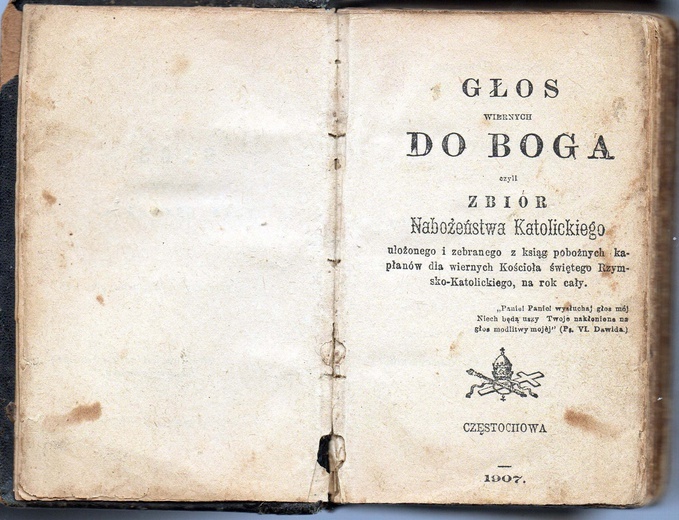 GŁOS
WIERNYCH
DO BOGA
czyli
ZBIÓR
Nabożeństwa Katolickiego
ułożonego i zebranego z ksiąg pobożnych ka-
płanów dla wiernych Kościoła świętego Rzym-
sko-Katolickiego, na rok cały.
„Panie! Panie! wysłuchaj głos mój
Niech będą uszy Twoje nakłonione na
głos modlitwy mojéj" (Ps. VI. Dawida.)
CZĘSTOCHOWA
1907.